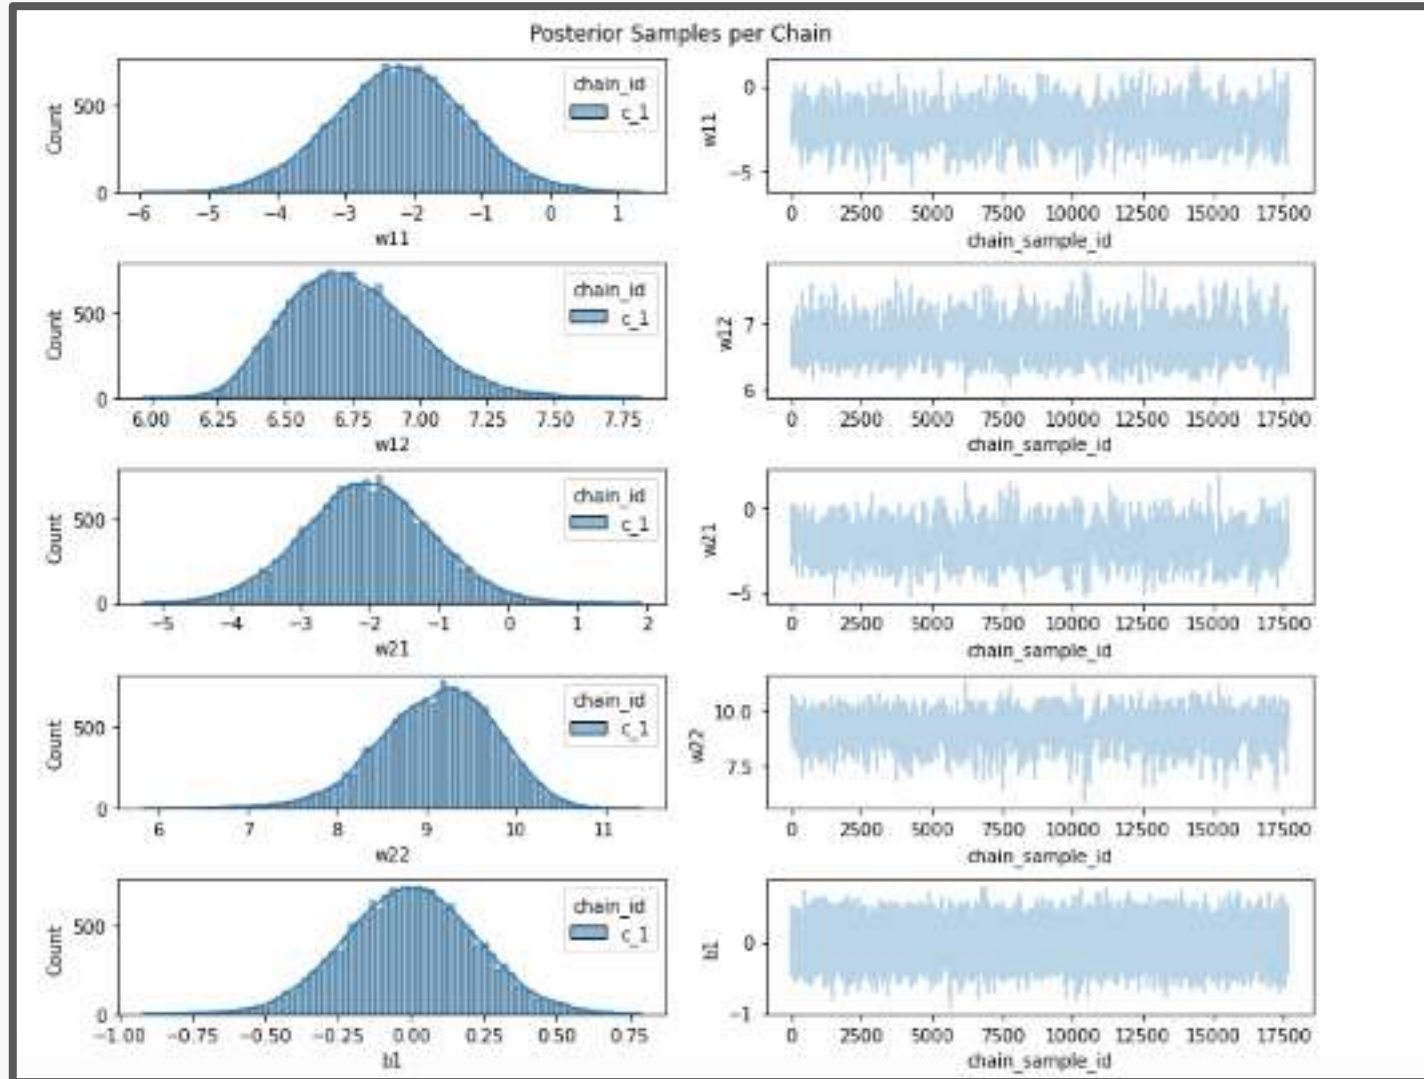 Posterior Samples per Chain
Count
500
0
chain_id
c_1
−6 −5 −4 −3 −2 −1 0 1
w11
w11
0
−5
0 2500 5000 7500 10000 12500 15000 17500
chain_sample_id
Count
500
0
chain_id
c_1
6.00 6.25 6.50 6.75 7.00 7.25 7.50 7.75
w12
w12
7
6
0 2500 5000 7500 10000 12500 15000 17500
chain_sample_id
Count
500
0
chain_id
c_1
−5 −4 −3 −2 −1 0 1 2
w21
w21
0
−5
0 2500 5000 7500 10000 12500 15000 17500
chain_sample_id
Count
500
0
chain_id
c_1
6 7 8 9 10 11
w22
w22
10.0
7.5
0 2500 5000 7500 10000 12500 15000 17500
chain_sample_id
Count
500
0
chain_id
c_1
−1.00 −0.75 −0.50 −0.25 0.00 0.25 0.50 0.75
b1
b1
0
−1
0 2500 5000 7500 10000 12500 15000 17500
chain_sample_id